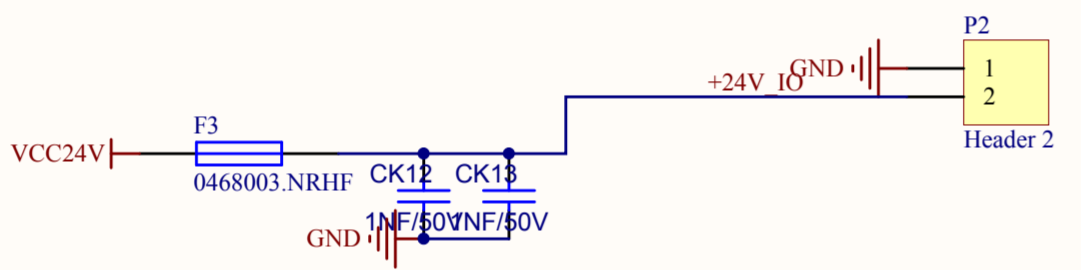 P2
GND
1
+24V_IO
2
F3
Header 2
VCC24V
0468003.NRHF
CK12
CK13
1NF/50V
1NF/50V
GND